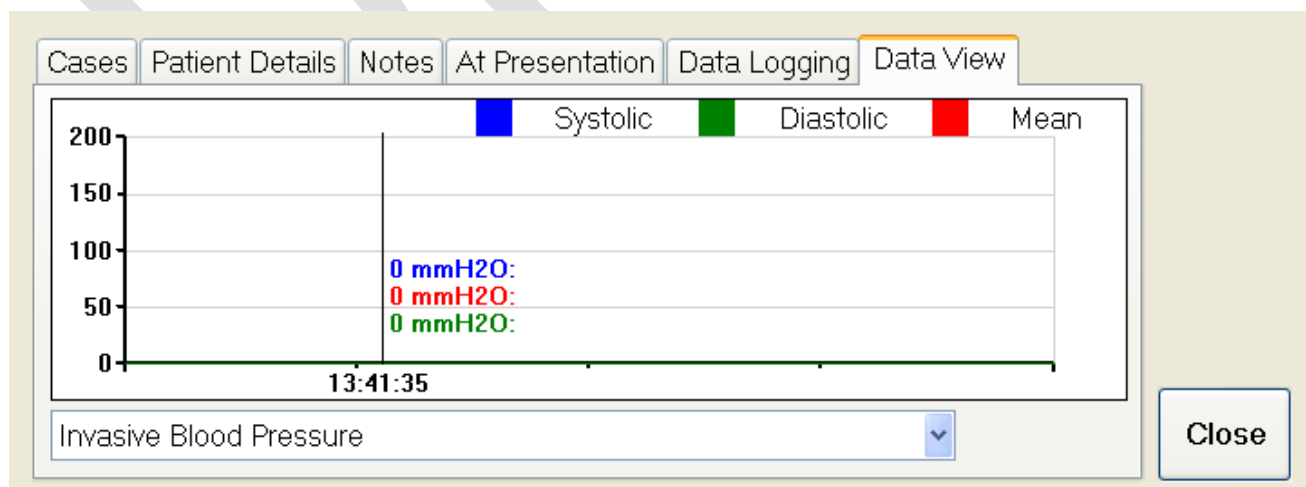 Cases Patient Details Notes At Presentation Data Logging Data View
Systolic Diastolic Mean
200
150
100
0 mmH2O:
0 mmH2O:
50
0 mmH2O:
0
13:41:35
Invasive Blood Pressure
Close